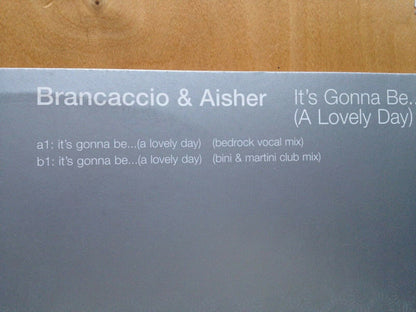 Brancaccio & Aisher It's Gonna Be..
(A Lovely Day)
a1: it's gonna be...(a lovely day) (bedrock vocal mix)
b1: it's gonna be...(a lovely day) (bini & martini club mix)